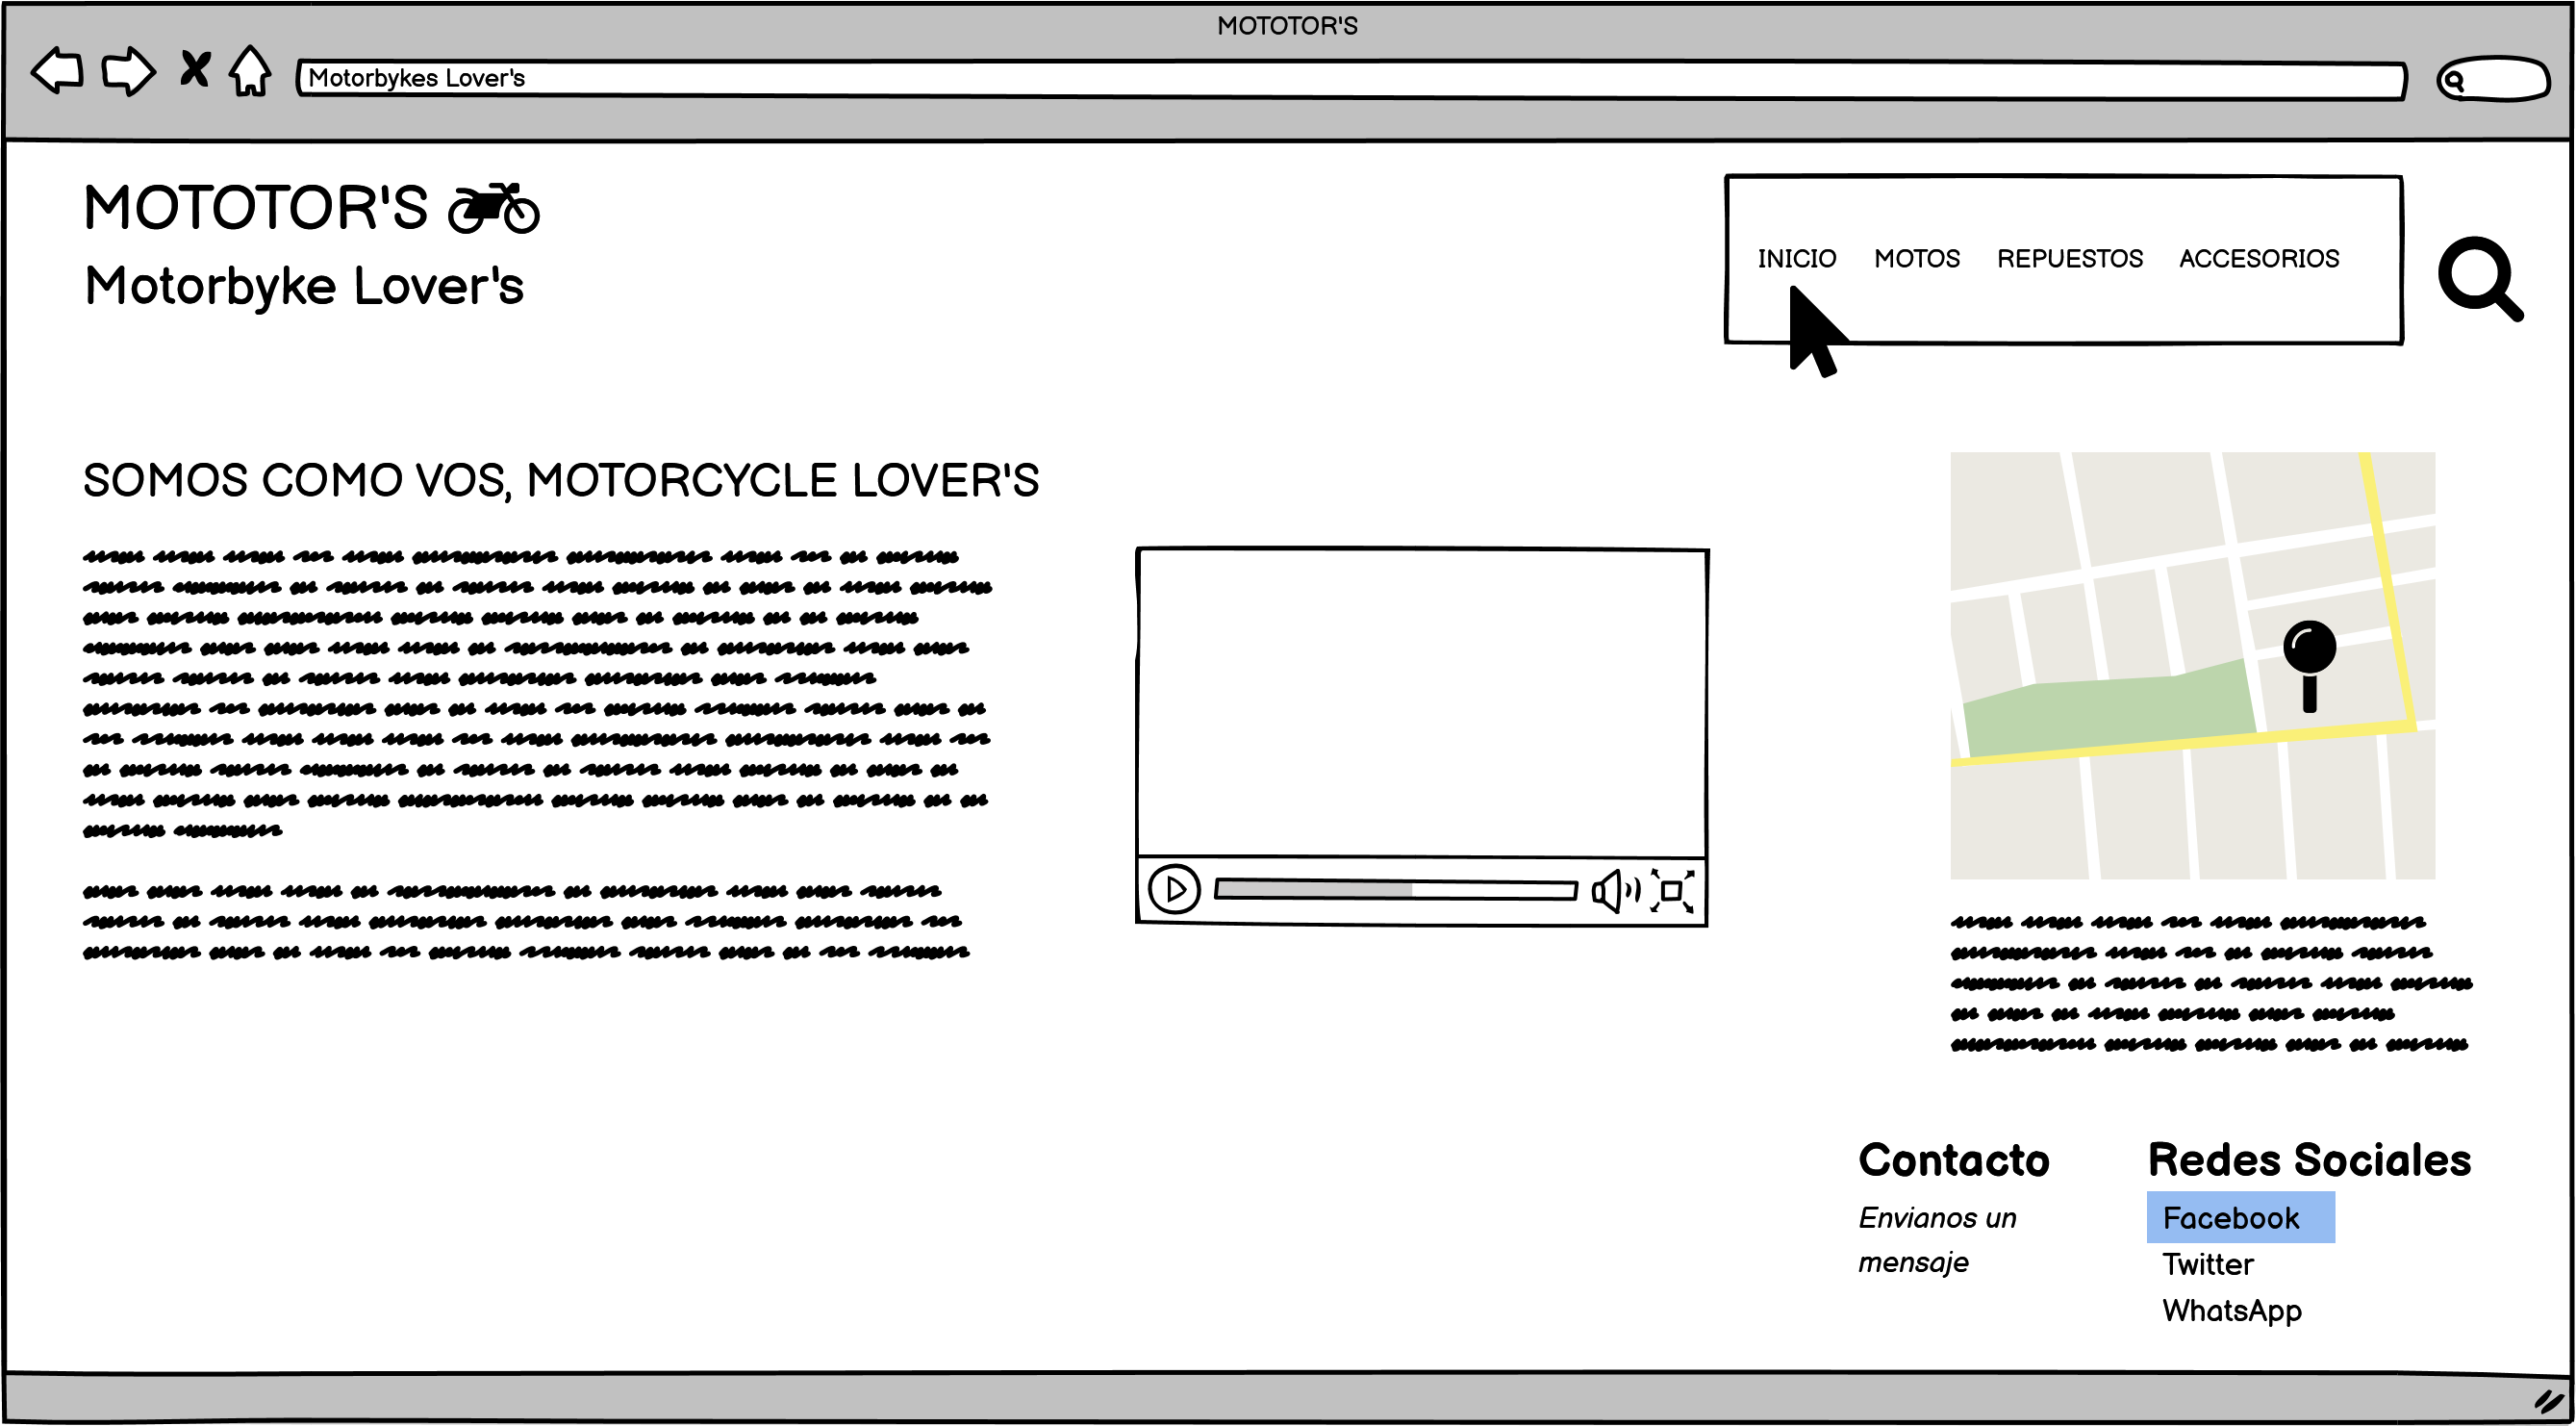 MOTOTOR'S
Motorbykes Lover's
MOTOTOR'S
Motorbyke Lover's
INICIO MOTOS REPUESTOS ACCESORIOS
SOMOS COMO VOS, MOTORCYCLE LOVER'S
Contacto
Envianos un
mensaje
Redes Sociales
Facebook
Twitter
WhatsApp